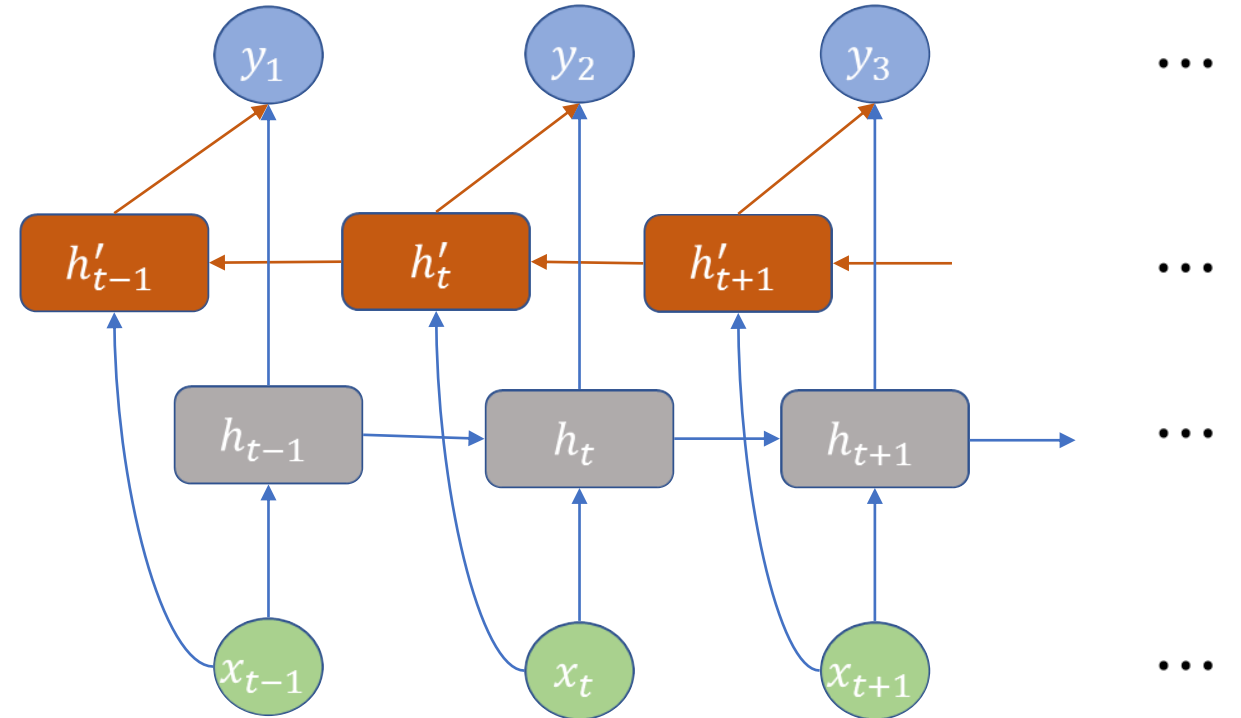 y₁ y₂ y₃ •••
h′ₜ₋₁ h′ₜ h′ₜ₊₁ •••
hₜ₋₁ hₜ hₜ₊₁ •••
xₜ₋₁ xₜ xₜ₊₁ •••